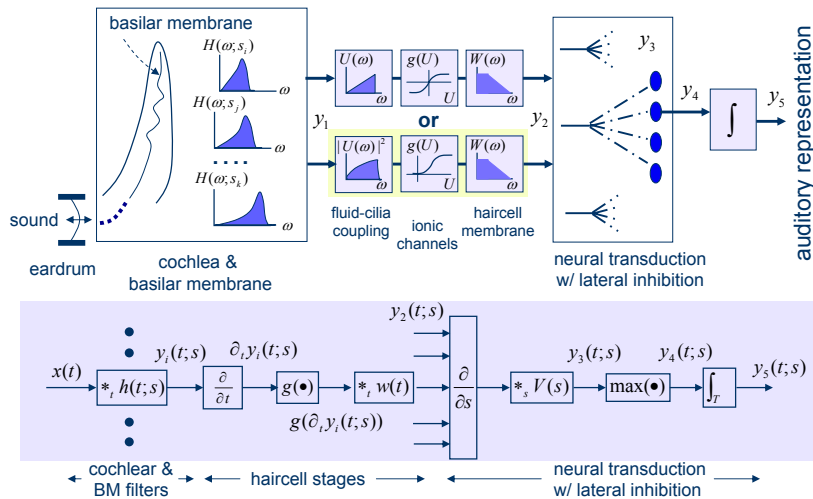 basilar membrane
H(ω;s_i)
ω
H(ω;s_j)
ω
H(ω;s_k)
ω
sound
eardrum
cochlea &
basilar membrane
y_1
U(ω)
ω
g(U)
U
W(ω)
ω
or
|U(ω)|²
ω
g(U)
U
W(ω)
ω
fluid-cilia
coupling
ionic
channels
haircell
membrane
y_2
y_3
y_4
∫
y_5
auditory representation
neural transduction
w/ lateral inhibition
x(t)
*_t h(t;s)
y_i(t;s)
∂/∂t
∂_t y_i(t;s)
g(•)
g(∂_t y_i(t;s))
*_t w(t)
y_2(t;s)
∂/∂s
*_s V(s)
y_3(t;s)
max(•)
y_4(t;s)
∫_T
y_5(t;s)
cochlear &
BM filters
haircell stages
neural transduction
w/ lateral inhibition